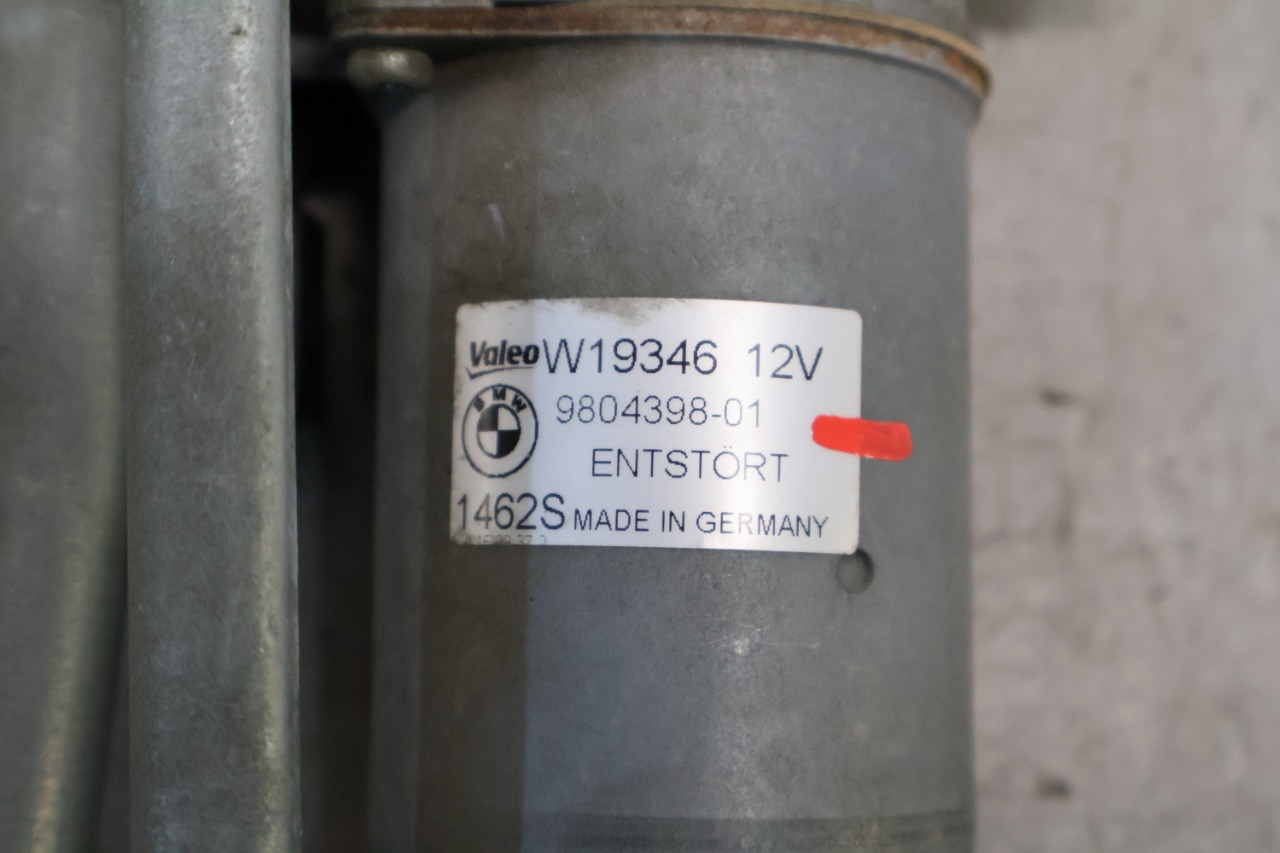 Valeo W19346 12V
BMW 9804398-01
ENTSTÖRT
1462S MADE IN GERMANY